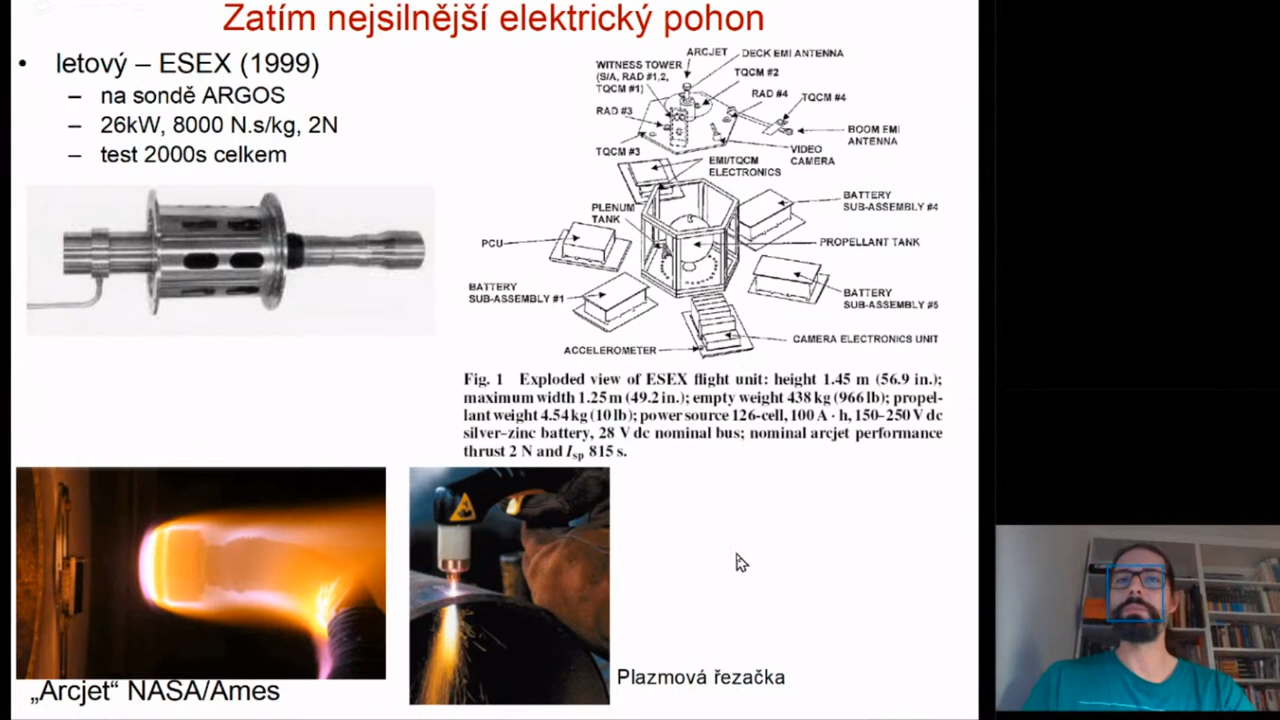 Zatím nejsilnější elektrický pohon
• letový – ESEX (1999)
– na sondě ARGOS
– 26kW, 8000 N.s/kg, 2N
– test 2000s celkem
ARCJET
DECK EMI ANTENNA
WITNESS TOWER
(S/A, RAD #1,2,
TQCM #1)
TQCM #2
RAD #4
TQCM #4
RAD #3
BOOM EMI
ANTENNA
TQCM #3
VIDEO
CAMERA
EMI/TQCM
ELECTRONICS
BATTERY
SUB-ASSEMBLY #4
PLENUM
TANK
PCU
PROPELLANT TANK
BATTERY
SUB-ASSEMBLY #1
BATTERY
SUB-ASSEMBLY #5
CAMERA ELECTRONICS UNIT
ACCELEROMETER
Fig. 1 Exploded view of ESEX flight unit: height 1.45 m (56.9 in.);
maximum width 1.25 m (49.2 in.); empty weight 438 kg (966 lb); propel-
lant weight 4.54 kg (10 lb); power source 126-cell, 100 A · h, 150–250 V dc
silver–zinc battery, 28 V dc nominal bus; nominal arcjet performance
thrust 2 N and Isp 815 s.
„Arcjet“ NASA/Ames
Plazmová řezačka